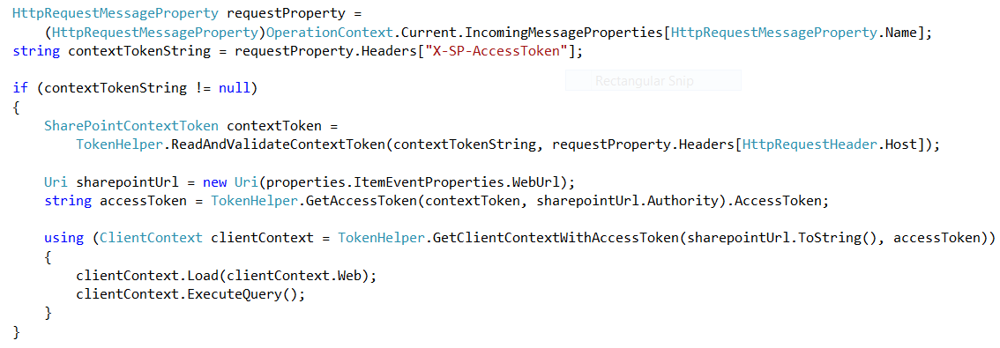 HttpRequestMessageProperty requestProperty =
    (HttpRequestMessageProperty)OperationContext.Current.IncomingMessageProperties[HttpRequestMessageProperty.Name];
string contextTokenString = requestProperty.Headers["X-SP-AccessToken"];
Rectangular Snip
if (contextTokenString != null)
{
    SharePointContextToken contextToken =
        TokenHelper.ReadAndValidateContextToken(contextTokenString, requestProperty.Headers[HttpRequestHeader.Host]);
    Uri sharepointUrl = new Uri(properties.ItemEventProperties.WebUrl);
    string accessToken = TokenHelper.GetAccessToken(contextToken, sharepointUrl.Authority).AccessToken;
    using (ClientContext clientContext = TokenHelper.GetClientContextWithAccessToken(sharepointUrl.ToString(), accessToken))
    {
        clientContext.Load(clientContext.Web);
        clientContext.ExecuteQuery();
    }
}